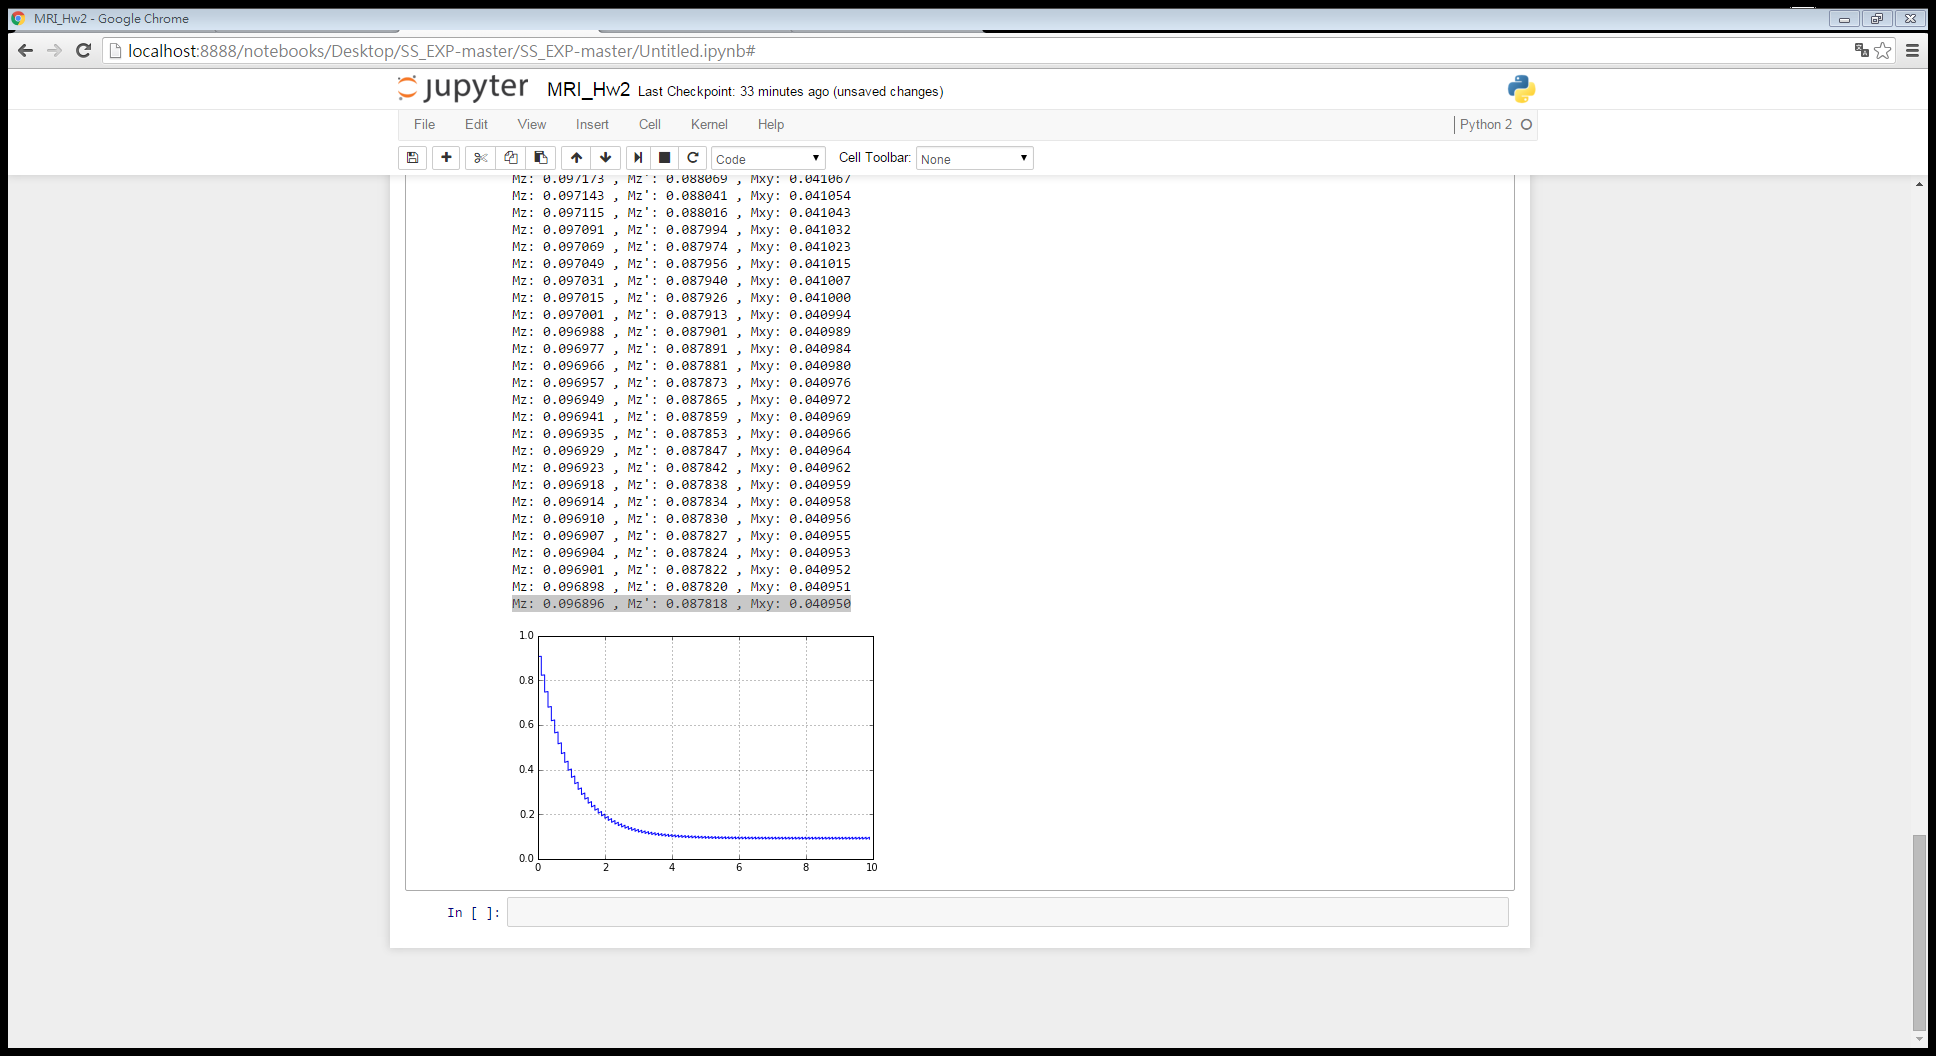 MRI_Hw2 - Google Chrome
localhost:8888/notebooks/Desktop/SS_EXP-master/SS_EXP-master/Untitled.ipynb#
jupyter MRI_Hw2 Last Checkpoint: 33 minutes ago (unsaved changes)
File Edit View Insert Cell Kernel Help Python 2
Code Cell Toolbar: None
Mz: 0.097173 , Mz': 0.088069 , Mxy: 0.041067
Mz: 0.097143 , Mz': 0.088041 , Mxy: 0.041054
Mz: 0.097115 , Mz': 0.088016 , Mxy: 0.041043
Mz: 0.097091 , Mz': 0.087994 , Mxy: 0.041032
Mz: 0.097069 , Mz': 0.087974 , Mxy: 0.041023
Mz: 0.097049 , Mz': 0.087956 , Mxy: 0.041015
Mz: 0.097031 , Mz': 0.087940 , Mxy: 0.041007
Mz: 0.097015 , Mz': 0.087926 , Mxy: 0.041000
Mz: 0.097001 , Mz': 0.087913 , Mxy: 0.040994
Mz: 0.096988 , Mz': 0.087901 , Mxy: 0.040989
Mz: 0.096977 , Mz': 0.087891 , Mxy: 0.040984
Mz: 0.096966 , Mz': 0.087881 , Mxy: 0.040980
Mz: 0.096957 , Mz': 0.087873 , Mxy: 0.040976
Mz: 0.096949 , Mz': 0.087865 , Mxy: 0.040972
Mz: 0.096941 , Mz': 0.087859 , Mxy: 0.040969
Mz: 0.096935 , Mz': 0.087853 , Mxy: 0.040966
Mz: 0.096929 , Mz': 0.087847 , Mxy: 0.040964
Mz: 0.096923 , Mz': 0.087842 , Mxy: 0.040962
Mz: 0.096918 , Mz': 0.087838 , Mxy: 0.040959
Mz: 0.096914 , Mz': 0.087834 , Mxy: 0.040958
Mz: 0.096910 , Mz': 0.087830 , Mxy: 0.040956
Mz: 0.096907 , Mz': 0.087827 , Mxy: 0.040955
Mz: 0.096904 , Mz': 0.087824 , Mxy: 0.040953
Mz: 0.096901 , Mz': 0.087822 , Mxy: 0.040952
Mz: 0.096898 , Mz': 0.087820 , Mxy: 0.040951
Mz: 0.096896 , Mz': 0.087818 , Mxy: 0.040950
1.0
0.8
0.6
0.4
0.2
0.0
0 2 4 6 8 10
In [ ]: